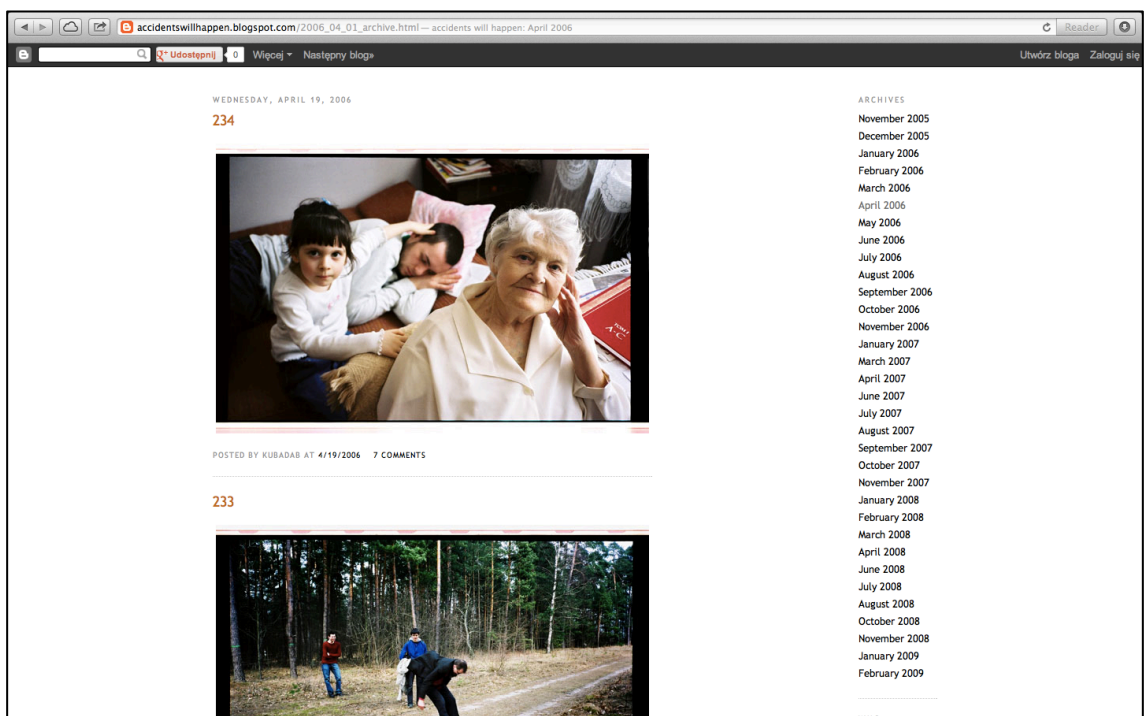 accidentswillhappen.blogspot.com/2006_04_01_archive.html — accidents will happen: April 2006
Reader
Udostępnij 0 Więcej Następny blog»
Utwórz bloga Zaloguj się
WEDNESDAY, APRIL 19, 2006
234
TOM I
A-C
POSTED BY KUBADAB AT 4/19/2006 7 COMMENTS
233
ARCHIVES
November 2005
December 2005
January 2006
February 2006
March 2006
April 2006
May 2006
June 2006
July 2006
August 2006
September 2006
October 2006
November 2006
January 2007
March 2007
April 2007
June 2007
July 2007
August 2007
September 2007
October 2007
November 2007
January 2008
February 2008
March 2008
April 2008
June 2008
July 2008
August 2008
October 2008
November 2008
January 2009
February 2009